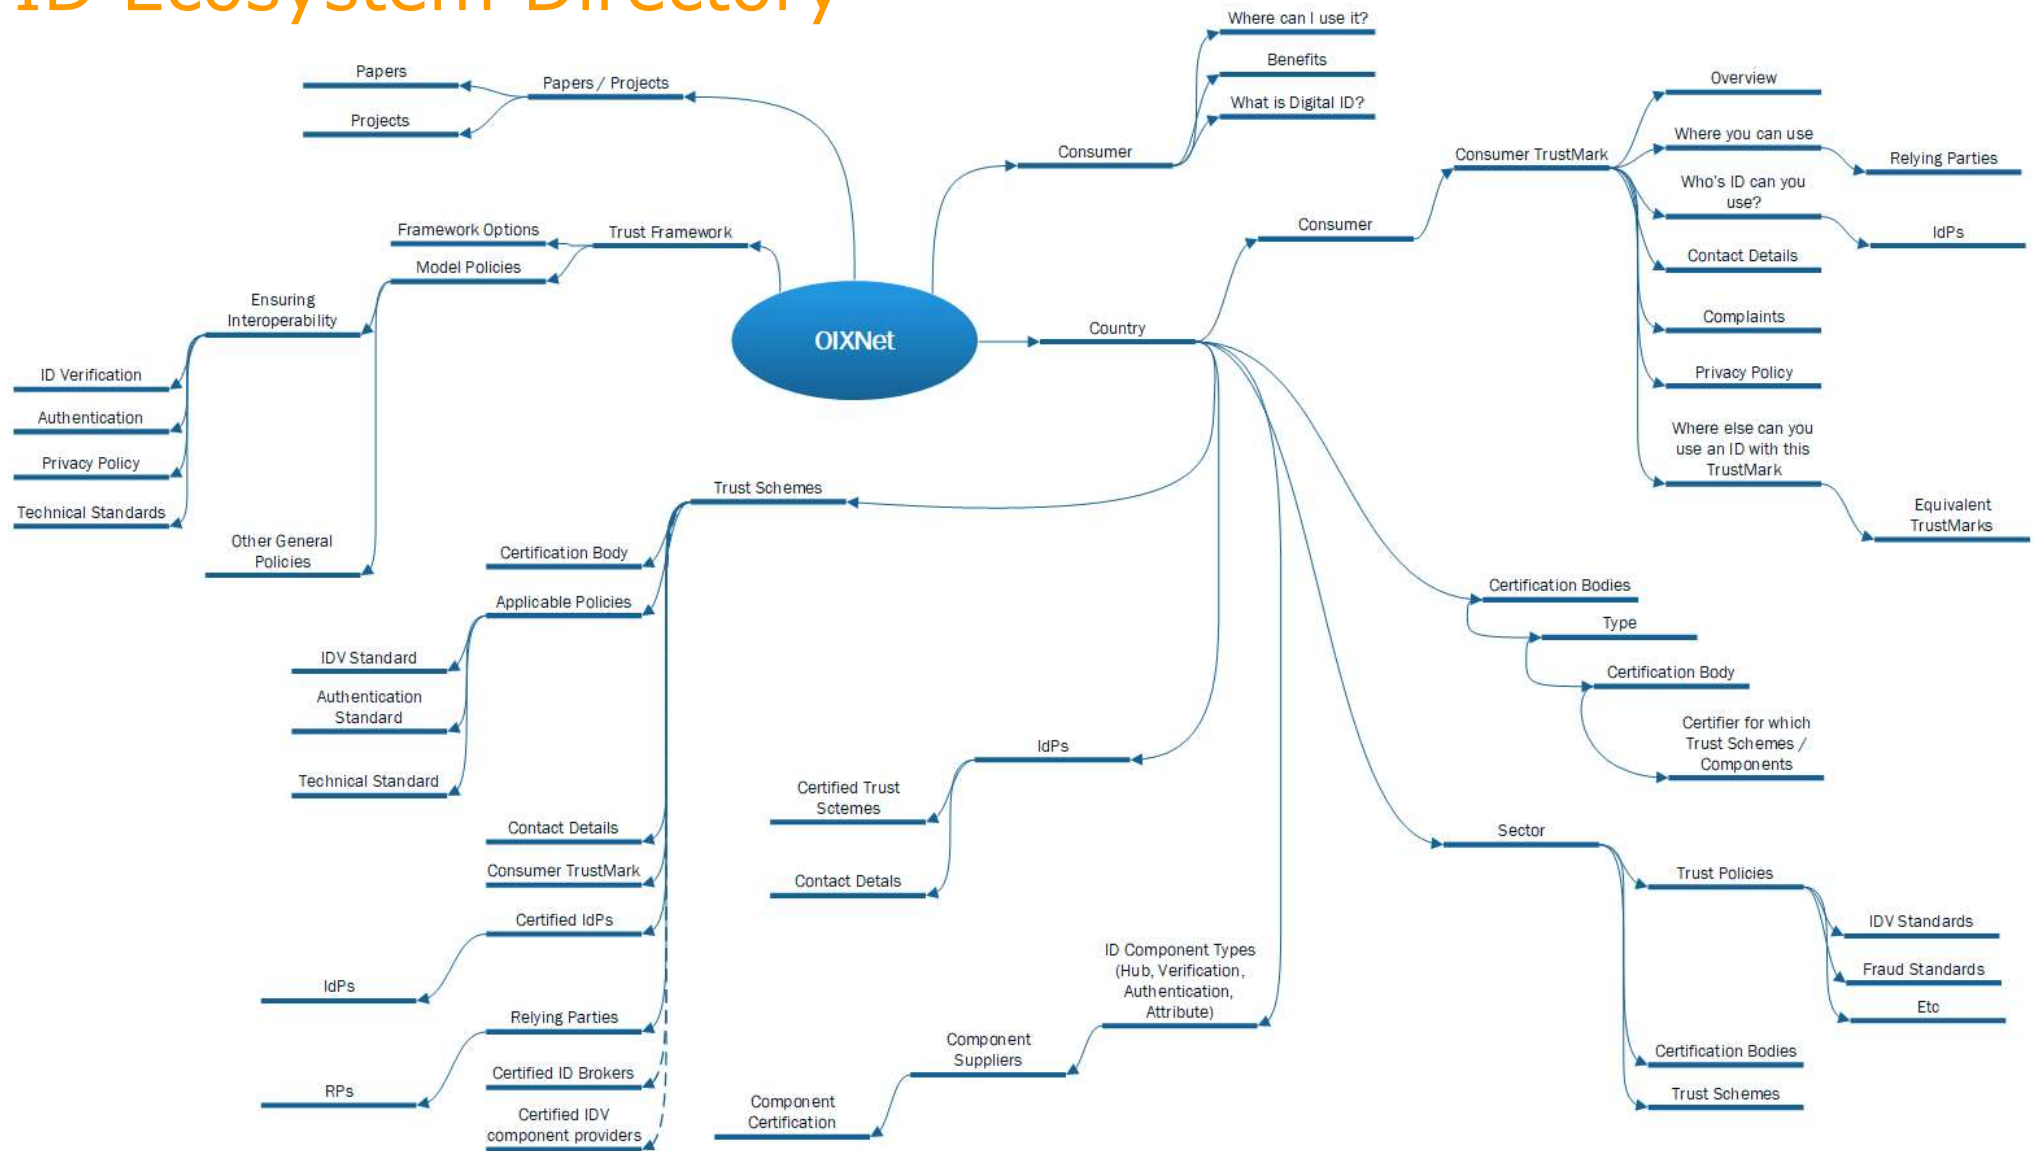 ID Ecosystem Directory
Papers / Projects
Papers
Projects
Trust Framework
Framework Options
Model Policies
Ensuring
Interoperability
ID Verification
Authentication
Privacy Policy
Technical Standards
Other General
Policies
OIXNet
Consumer
Where can I use it?
Benefits
What is Digital ID?
Country
Consumer
Consumer TrustMark
Overview
Where you can use
Relying Parties
Who's ID can you
use?
IdPs
Contact Details
Complaints
Privacy Policy
Where else can you
use an ID with this
TrustMark
Equivalent
TrustMarks
Certification Bodies
Type
Certification Body
Certifier for which
Trust Schemes /
Components
Sector
Trust Policies
IDV Standards
Fraud Standards
Etc
Certification Bodies
Trust Schemes
ID Component Types
(Hub, Verification,
Authentication,
Attribute)
Component
Suppliers
Component
Certification
IdPs
Certified Trust
Sctemes
Contact Detals
Trust Schemes
Certification Body
Applicable Policies
IDV Standard
Authentication
Standard
Technical Standard
Contact Details
Consumer TrustMark
Certified IdPs
IdPs
Relying Parties
RPs
Certified ID Brokers
Certified IDV
component providers